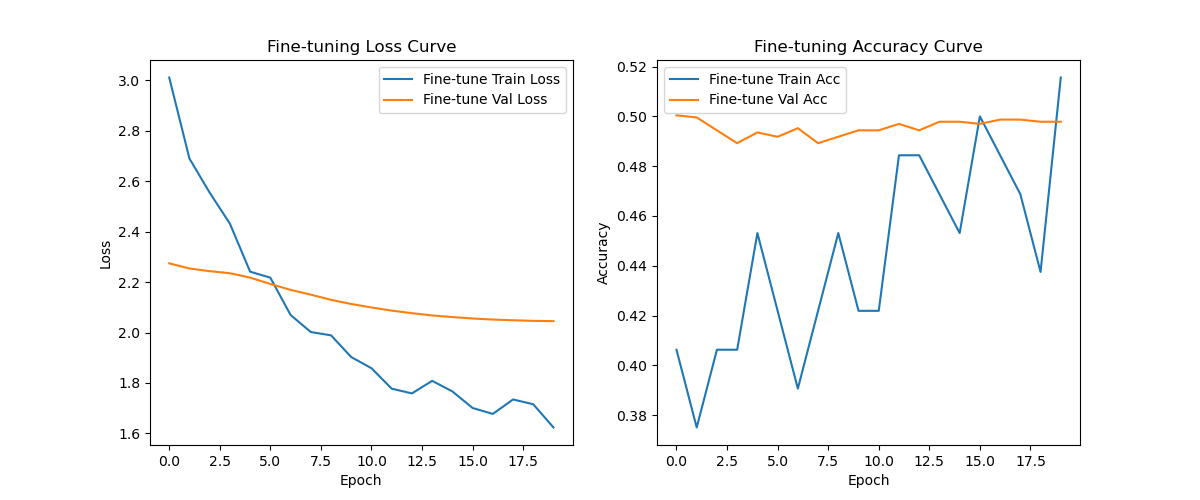 Fine-tuning Loss Curve
Fine-tune Train Loss
Fine-tune Val Loss
3.0
2.8
2.6
2.4
2.2
2.0
1.8
1.6
Loss
0.0 2.5 5.0 7.5 10.0 12.5 15.0 17.5
Epoch
Fine-tuning Accuracy Curve
Fine-tune Train Acc
Fine-tune Val Acc
0.52
0.50
0.48
0.46
0.44
0.42
0.40
0.38
Accuracy
0.0 2.5 5.0 7.5 10.0 12.5 15.0 17.5
Epoch